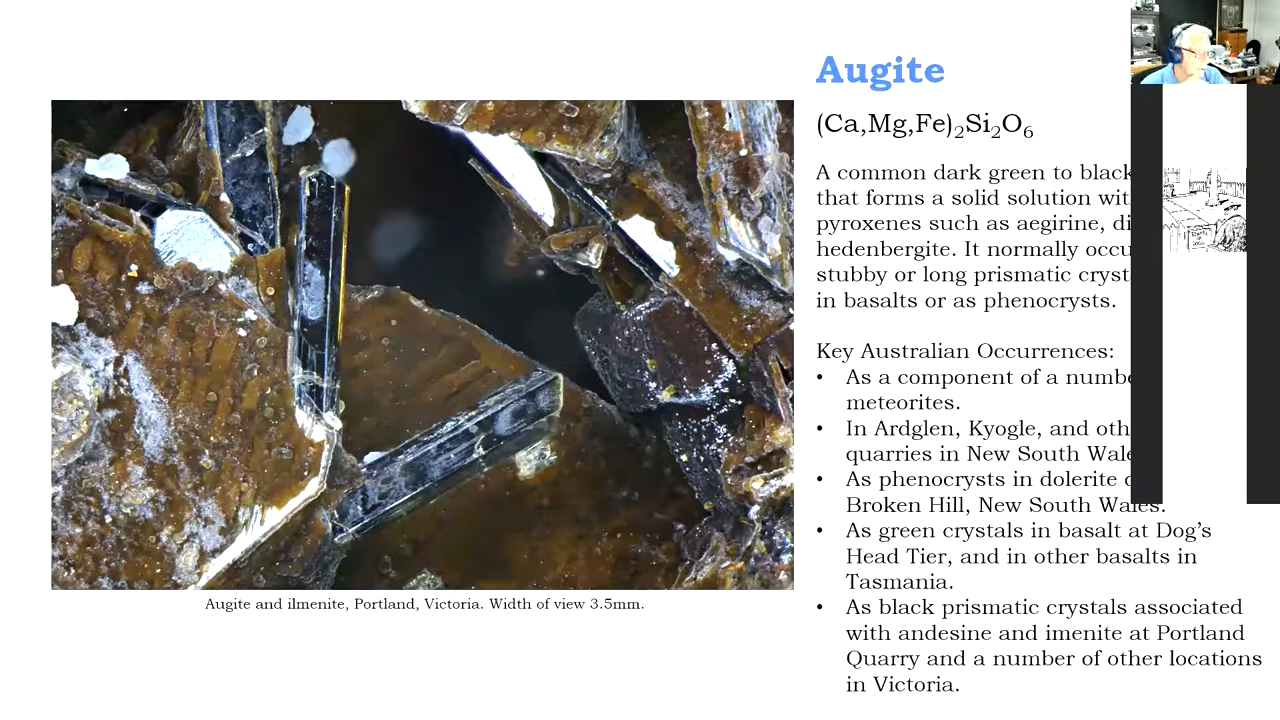 Augite
(Ca,Mg,Fe)₂Si₂O₆
A common dark green to black
that forms a solid solution
pyroxenes such as aegirine,
hedenbergite. It normally
stubby or long prismatic
in basalts or as phenocrysts.
Key Australian Occurrences:
• As a component of a
meteorites.
• In Ardglen, Kyogle, and
quarries in New South
• As phenocrysts in dolerite
Broken Hill, New South Wales.
• As green crystals in basalt at Dog’s
Head Tier, and in other basalts in
Tasmania.
• As black prismatic crystals associated
with andesine and imenite at Portland
Quarry and a number of other locations
in Victoria.
Augite and ilmenite, Portland, Victoria. Width of view 3.5mm.